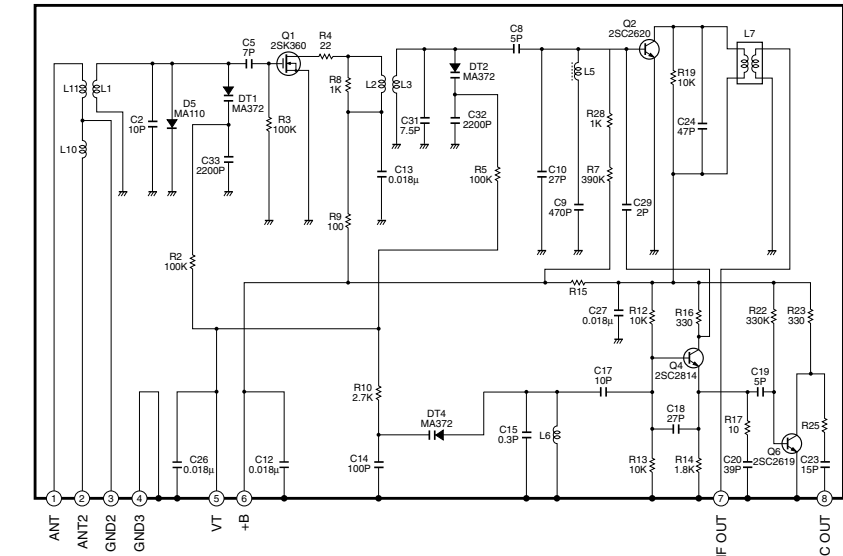 Q1
2SK360
C5
7P
R4
22
R8
1K
L2
L3
C8
5P
DT2
MA372
Q2
2SC2620
L7
R19
10K
C24
47P
L11
L1
C2
10P
D5
MA110
DT1
MA372
R3
100K
C33
2200P
C31
7.5P
C32
2200P
L5
R28
1K
R7
390K
C13
0.018μ
R5
100K
C10
27P
C9
470P
C29
2P
L10
R9
100
R2
100K
R15
C27
0.018μ
R12
10K
R16
330
R22
330K
R23
330
Q4
2SC2814
R10
2.7K
DT4
MA372
C17
10P
C19
5P
C15
0.3P
L6
C18
27P
R17
10
R25
Q6
2SC2619
C26
0.018μ
C12
0.018μ
C14
100P
R13
10K
R14
1.8K
C20
39P
C23
15P
1
2
3
4
5
6
7
8
ANT
ANT2
GND2
GND3
VT
+B
IF OUT
C OUT